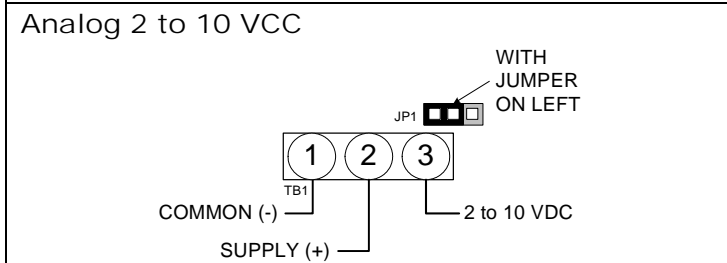 Analog 2 to 10 VCC
WITH
JUMPER
ON LEFT
JP1
1 2 3
TB1
COMMON (-)
2 to 10 VDC
SUPPLY (+)